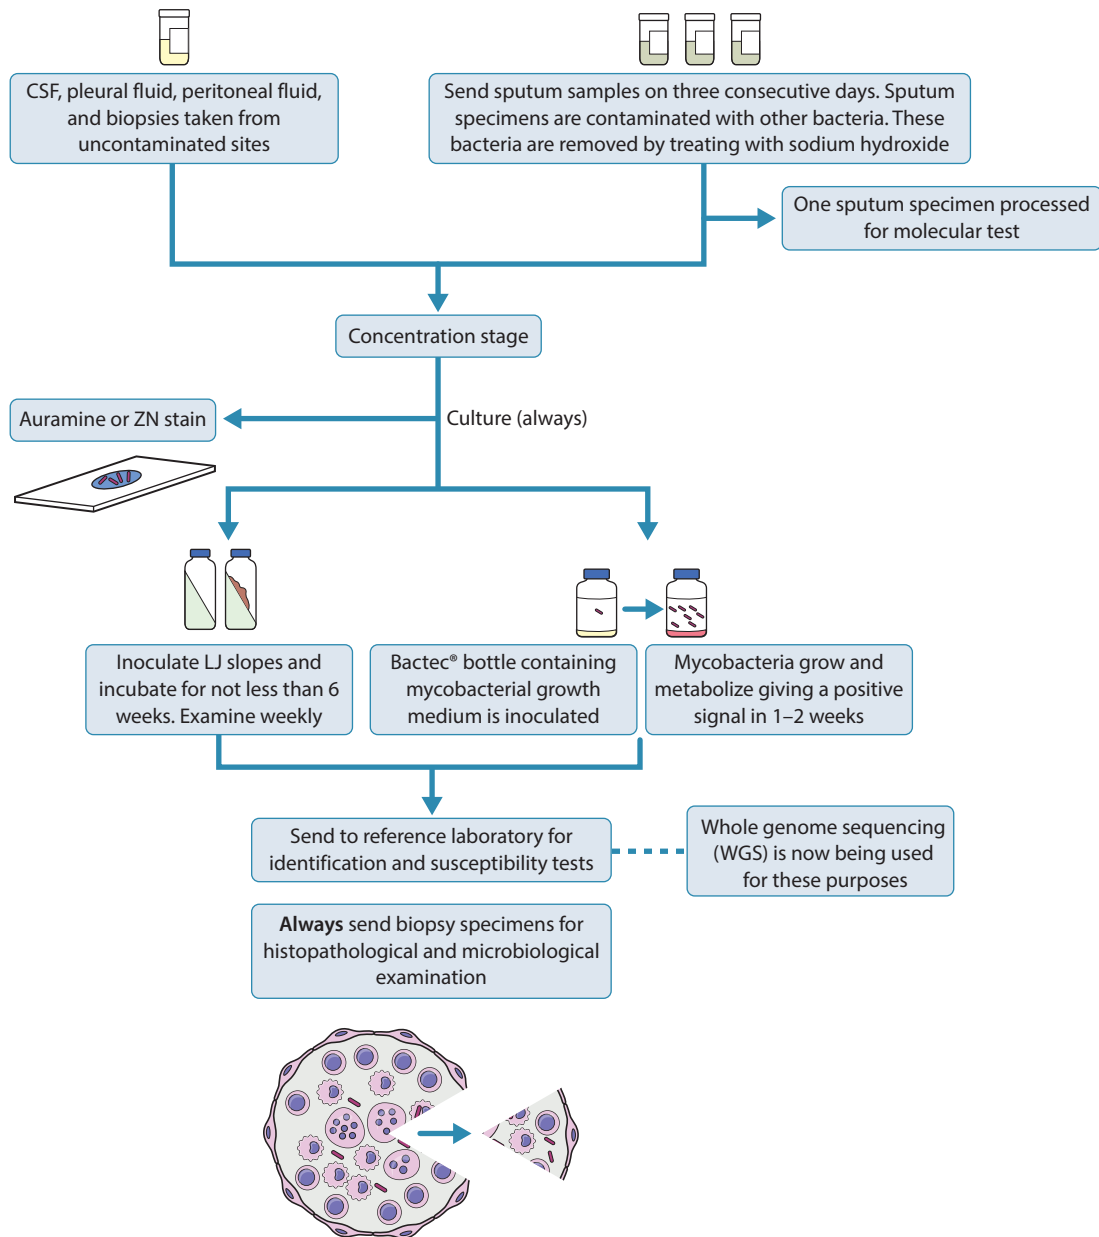 CSF, pleural fluid, peritoneal fluid,
and biopsies taken from
uncontaminated sites
Send sputum samples on three consecutive days. Sputum
specimens are contaminated with other bacteria. These
bacteria are removed by treating with sodium hydroxide
One sputum specimen processed
for molecular test
Concentration stage
Auramine or ZN stain
Culture (always)
Inoculate LJ slopes and
incubate for not less than 6
weeks. Examine weekly
Bactec® bottle containing
mycobacterial growth
medium is inoculated
Mycobacteria grow and
metabolize giving a positive
signal in 1–2 weeks
Send to reference laboratory for
identification and susceptibility tests
Whole genome sequencing
(WGS) is now being used
for these purposes
Always send biopsy specimens for
histopathological and microbiological
examination